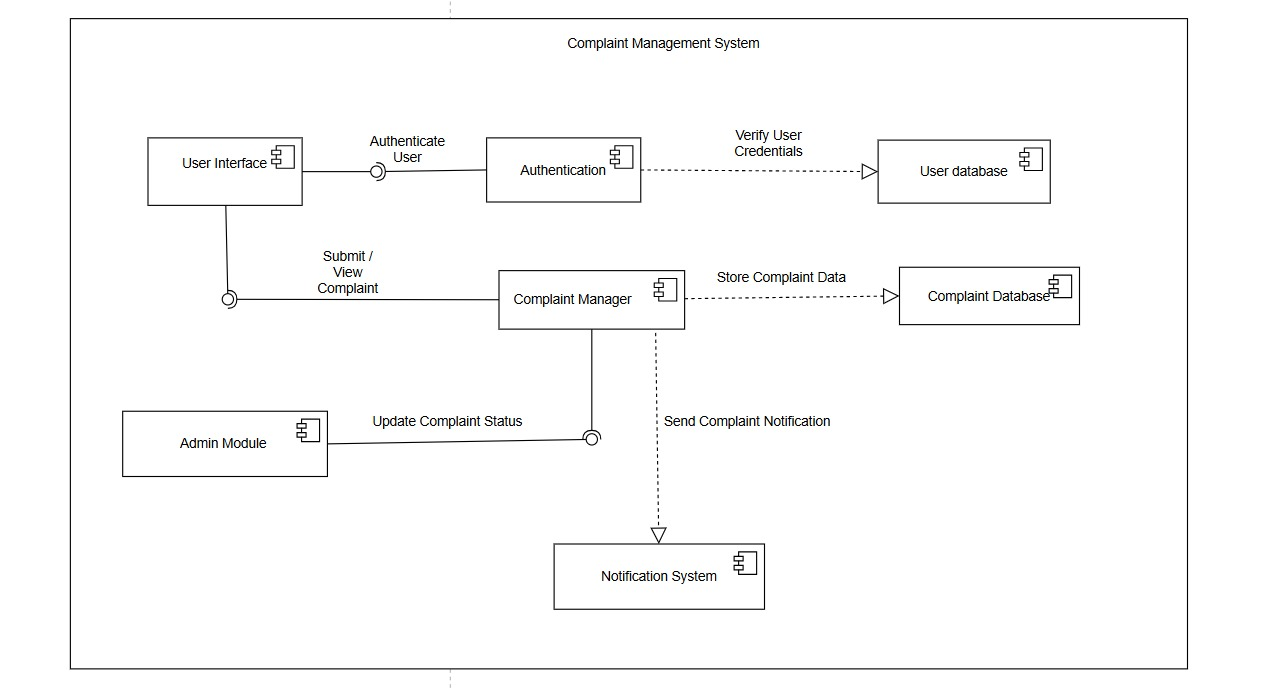 Complaint Management System
Authenticate
User
Verify User
Credentials
User Interface
Authentication
User database
Submit /
View
Complaint
Store Complaint Data
Complaint Manager
Complaint Database
Update Complaint Status
Send Complaint Notification
Admin Module
Notification System